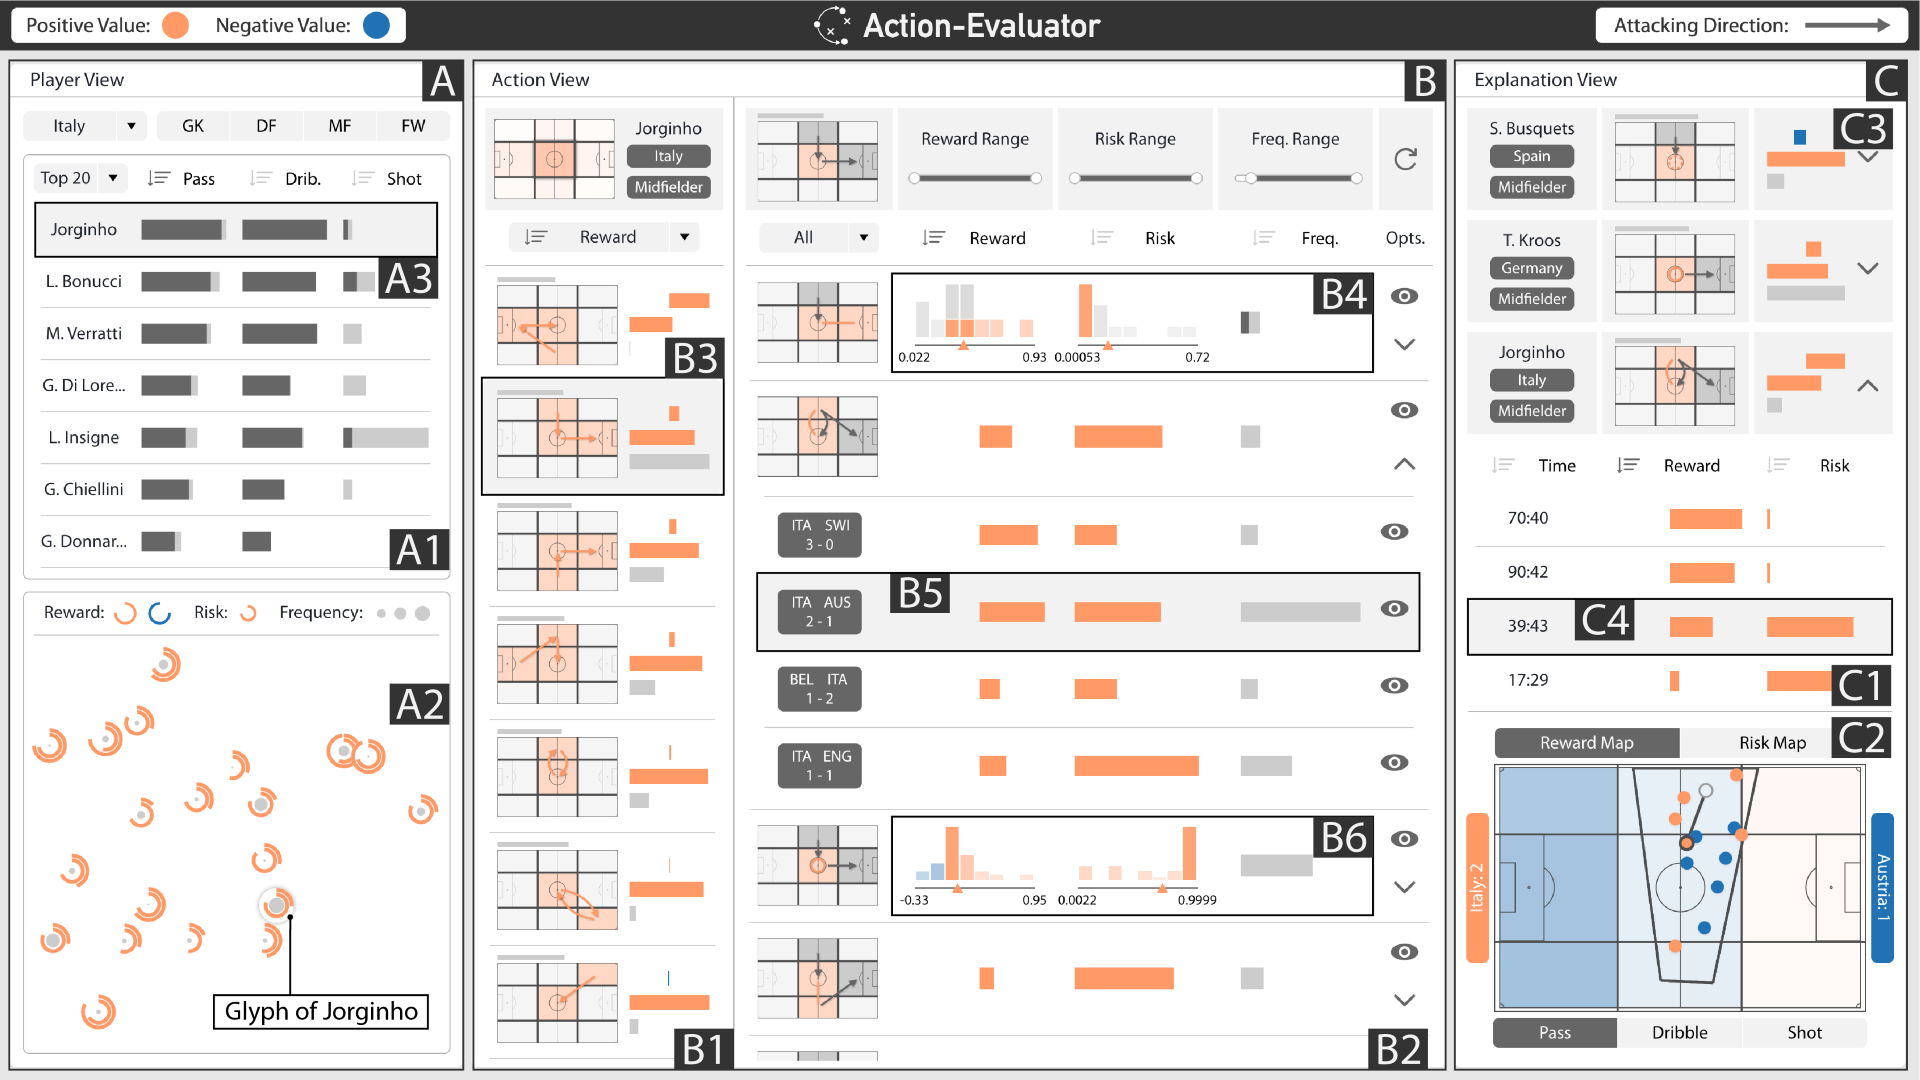 Positive Value: Negative Value:
Action-Evaluator
Attacking Direction:
Player View
A
Italy GK DF MF FW
Top 20 Pass Drib. Shot
Jorginho
A3
L. Bonucci
M. Verratti
G. Di Lore...
L. Insigne
G. Chiellini
G. Donnar...
A1
Reward: Risk: Frequency:
A2
Glyph of Jorginho
Action View
B
Jorginho
Italy
Midfielder
Reward
B3
B1
Reward Range Risk Range Freq. Range
All Reward Risk Freq. Opts.
B4
0.022 0.93 0.00053 0.72
ITA SWI
3 - 0
B5
ITA AUS
2 - 1
BEL ITA
1 - 2
ITA ENG
1 - 1
B6
-0.33 0.95 0.0022 0.9999
B2
Explanation View
C
C3
S. Busquets
Spain
Midfielder
T. Kroos
Germany
Midfielder
Jorginho
Italy
Midfielder
Time Reward Risk
70:40
90:42
39:43
C4
17:29
C1
Reward Map Risk Map
C2
Italy: 2
Austria: 1
Pass Dribble Shot